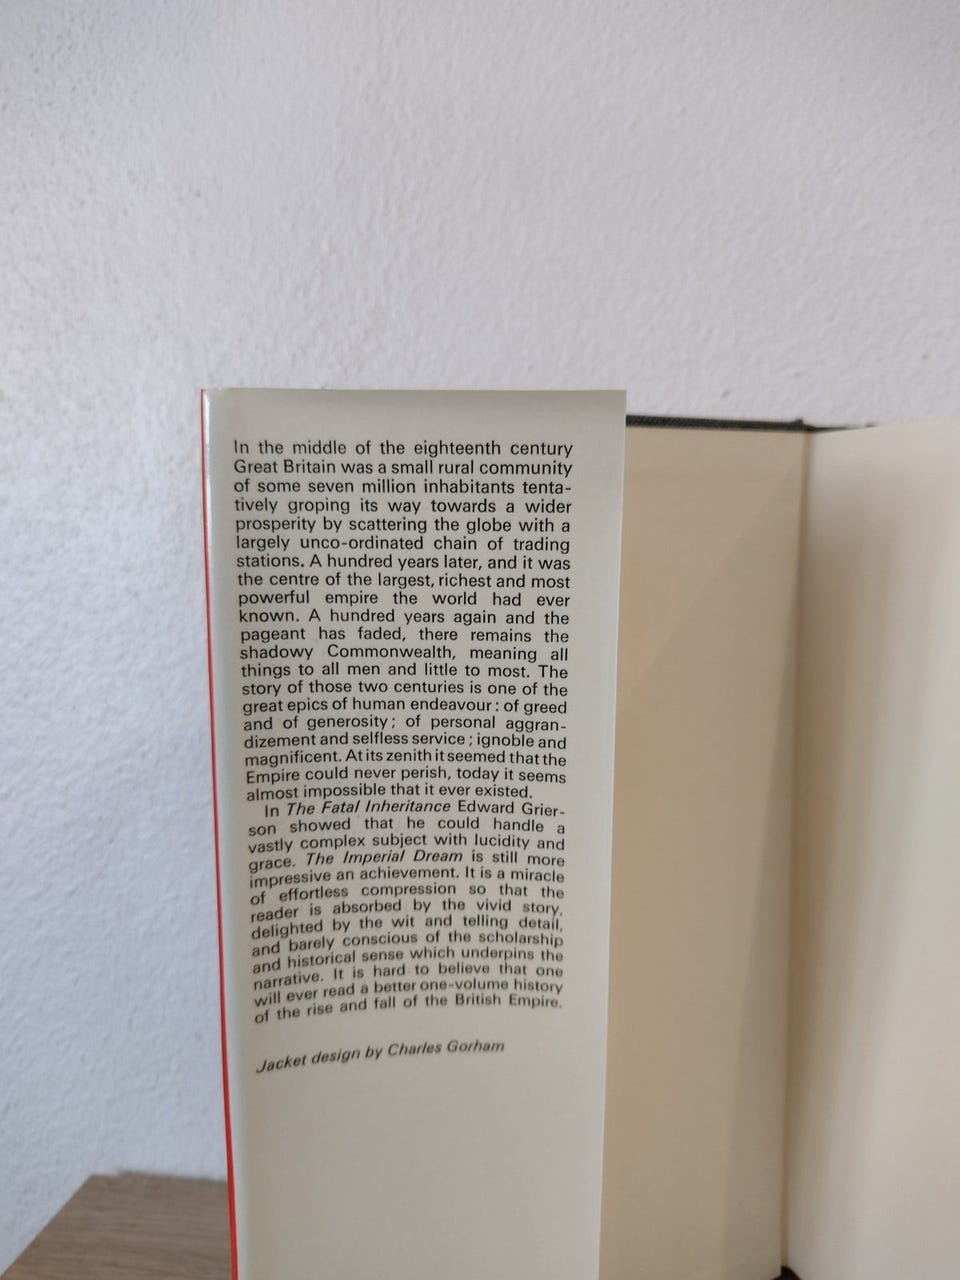 In the middle of the eighteenth century
Great Britain was a small rural community
of some seven million inhabitants tenta-
tively groping its way towards a wider
prosperity by scattering the globe with a
largely unco-ordinated chain of trading
stations. A hundred years later, and it was
the centre of the largest, richest and most
powerful empire the world had ever
known. A hundred years again and the
pageant has faded, there remains the
shadowy Commonwealth, meaning all
things to all men and little to most. The
story of those two centuries is one of the
great epics of human endeavour: of greed
and of generosity; of personal aggran-
dizement and selfless service; ignoble and
magnificent. At its zenith it seemed that the
Empire could never perish, today it seems
almost impossible that it ever existed.
In The Fatal Inheritance Edward Grier-
son showed that he could handle a
vastly complex subject with lucidity and
grace. The Imperial Dream is still more
impressive an achievement. It is a miracle
of effortless compression so that the
reader is absorbed by the vivid story,
delighted by the wit and telling detail,
and barely conscious of the scholarship
and historical sense which underpins the
narrative. It is hard to believe that one
will ever read a better one-volume history
of the rise and fall of the British Empire.
Jacket design by Charles Gorham